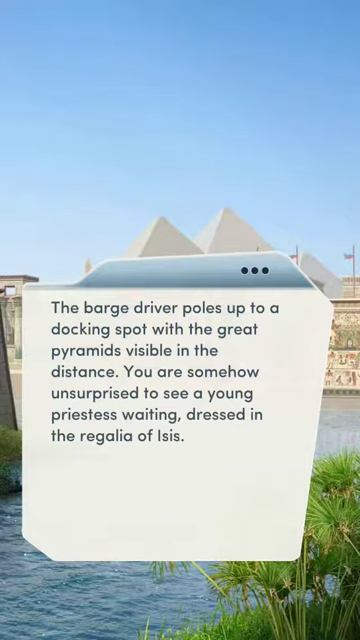 The barge driver poles up to a
docking spot with the great
pyramids visible in the
distance. You are somehow
unsurprised to see a young
priestess waiting, dressed in
the regalia of Isis.